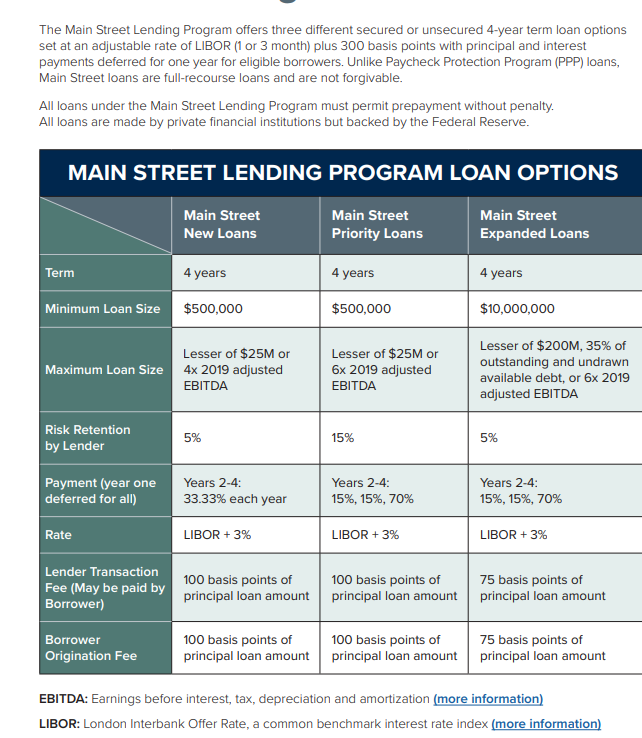 The Main Street Lending Program offers three different secured or unsecured 4-year term loan options
set at an adjustable rate of LIBOR (1 or 3 month) plus 300 basis points with principal and interest
payments deferred for one year for eligible borrowers. Unlike Paycheck Protection Program (PPP) loans,
Main Street loans are full-recourse loans and are not forgivable.
All loans under the Main Street Lending Program must permit prepayment without penalty.
All loans are made by private financial institutions but backed by the Federal Reserve.
MAIN STREET LENDING PROGRAM LOAN OPTIONS
Main Street
New Loans
Main Street
Priority Loans
Main Street
Expanded Loans
Term
4 years
4 years
4 years
Minimum Loan Size
$500,000
$500,000
$10,000,000
Maximum Loan Size
Lesser of $25M or
4x 2019 adjusted
EBITDA
Lesser of $25M or
6x 2019 adjusted
EBITDA
Lesser of $200M, 35% of
outstanding and undrawn
available debt, or 6x 2019
adjusted EBITDA
Risk Retention
by Lender
5%
15%
5%
Payment (year one
deferred for all)
Years 2-4:
33.33% each year
Years 2-4:
15%, 15%, 70%
Years 2-4:
15%, 15%, 70%
Rate
LIBOR + 3%
LIBOR + 3%
LIBOR + 3%
Lender Transaction
Fee (May be paid by
Borrower)
100 basis points of
principal loan amount
100 basis points of
principal loan amount
75 basis points of
principal loan amount
Borrower
Origination Fee
100 basis points of
principal loan amount
100 basis points of
principal loan amount
75 basis points of
principal loan amount
EBITDA: Earnings before interest, tax, depreciation and amortization (more information)
LIBOR: London Interbank Offer Rate, a common benchmark interest rate index (more information)